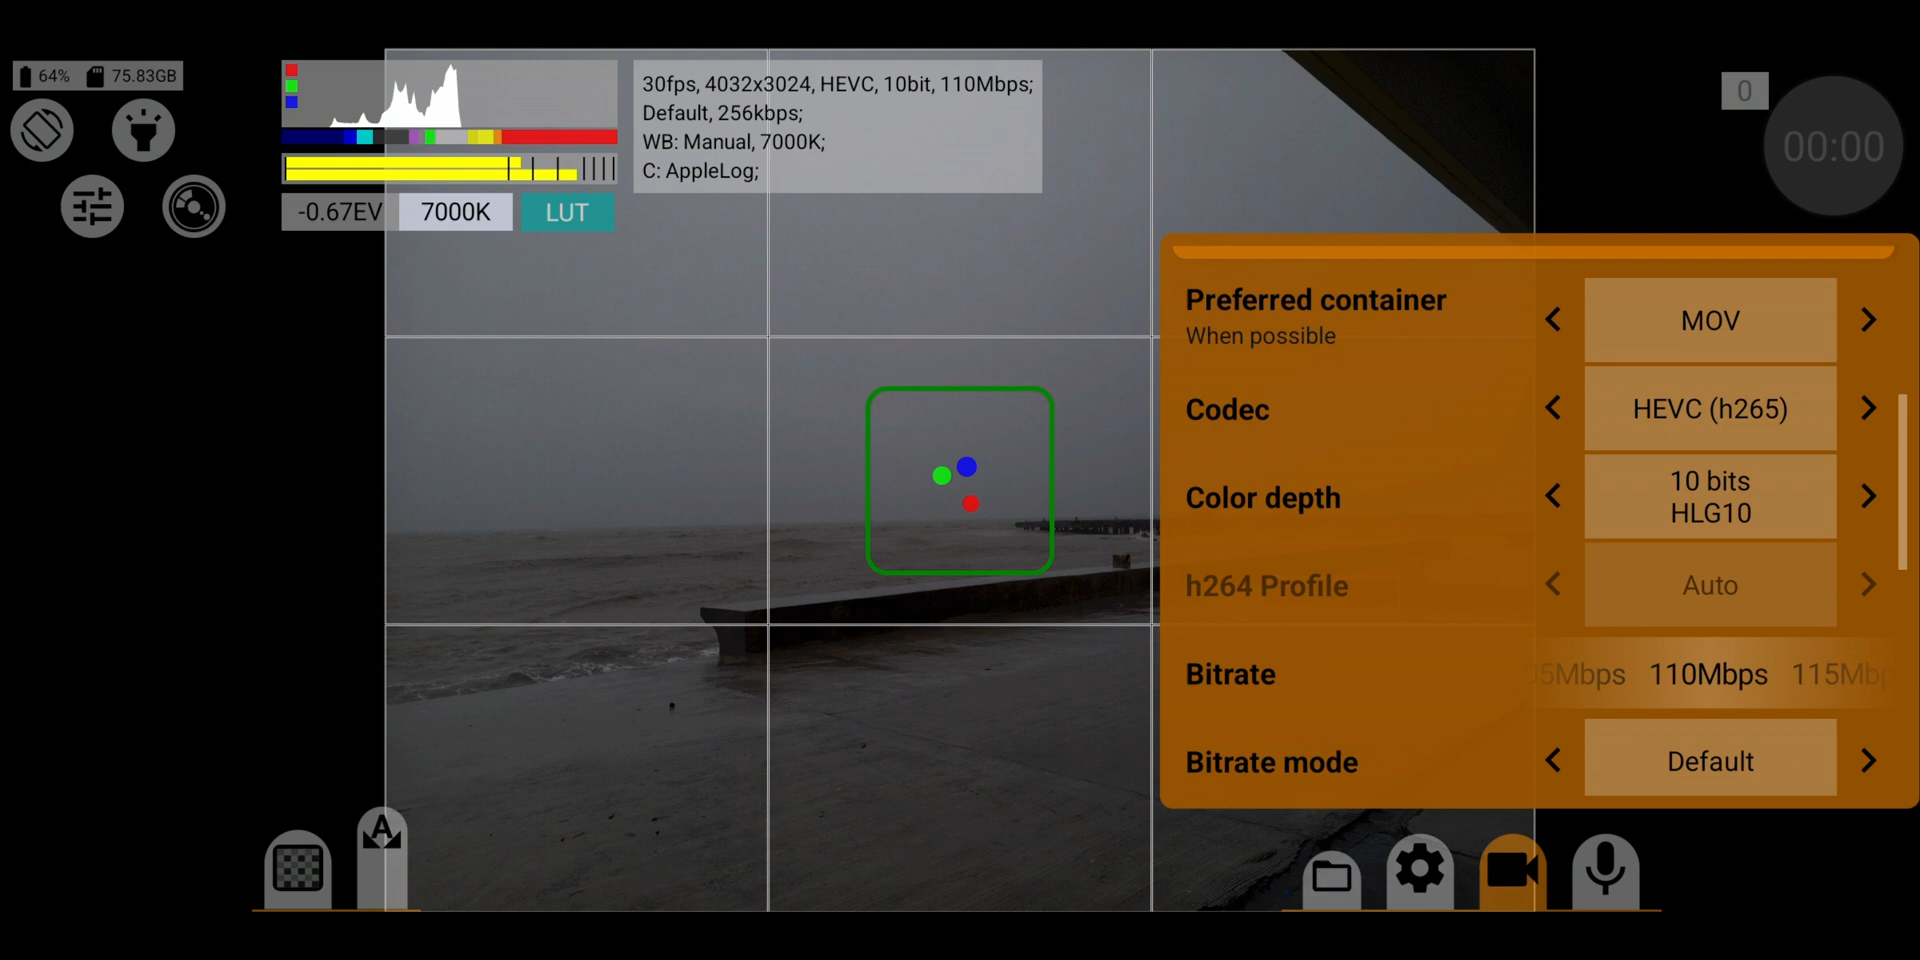 64% 75.83GB
30fps, 4032x3024, HEVC, 10bit, 110Mbps;
Default, 256kbps;
WB: Manual, 7000K;
C: AppleLog;
-0.67EV 7000K LUT
0
00:00
Preferred container
When possible
MOV
Codec
HEVC (h265)
Color depth
10 bits
HLG10
h264 Profile
Auto
Bitrate
110Mbps
Bitrate mode
Default
A